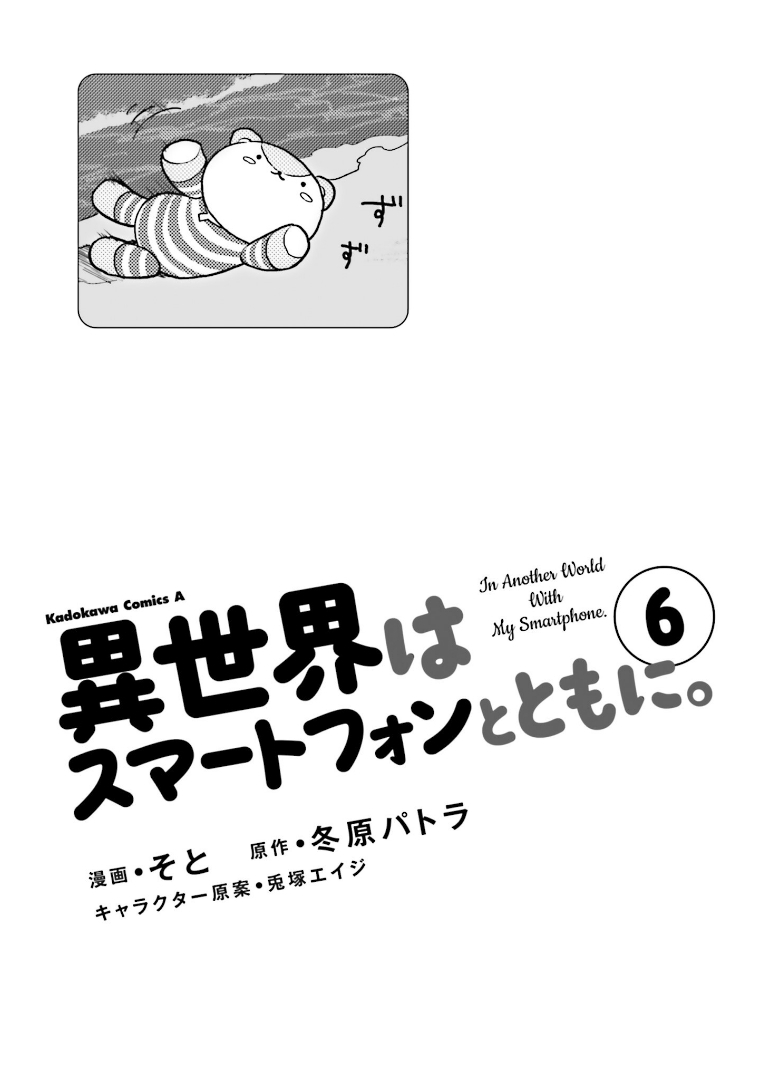 ず
ず
Kadokawa Comics A
異世界は
スマートフォンとともに。
In Another World
With
My Smartphone.
6
漫画・そと 原作・冬原パトラ
キャラクター原案・兎塚エイジ